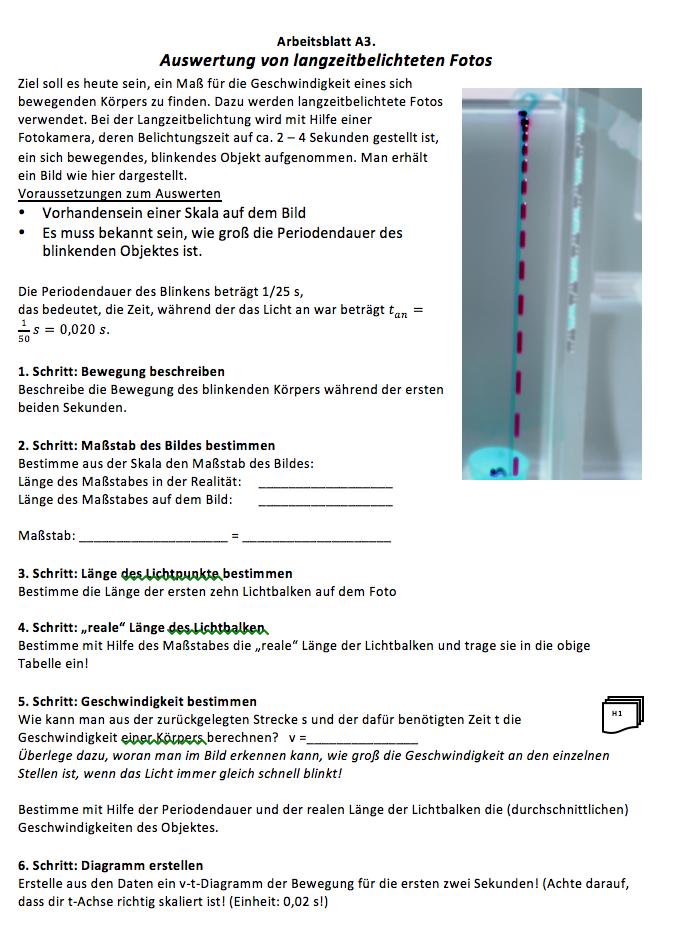 Arbeitsblatt A3.
Auswertung von langzeitbelichteten Fotos
Ziel soll es heute sein, ein Maß für die Geschwindigkeit eines sich
bewegenden Körpers zu finden. Dazu werden langzeitbelichtete Fotos
verwendet. Bei der Langzeitbelichtung wird mit Hilfe einer
Fotokamera, deren Belichtungszeit auf ca. 2 – 4 Sekunden gestellt ist,
ein sich bewegendes, blinkendes Objekt aufgenommen. Man erhält
ein Bild wie hier dargestellt.
Voraussetzungen zum Auswerten
• Vorhandensein einer Skala auf dem Bild
• Es muss bekannt sein, wie groß die Periodendauer des
blinkenden Objektes ist.
Die Periodendauer des Blinkens beträgt 1/25 s,
das bedeutet, die Zeit, während der das Licht an war beträgt t_an =
1/50 s = 0,020 s.
1. Schritt: Bewegung beschreiben
Beschreibe die Bewegung des blinkenden Körpers während der ersten
beiden Sekunden.
2. Schritt: Maßstab des Bildes bestimmen
Bestimme aus der Skala den Maßstab des Bildes:
Länge des Maßstabes in der Realität: ___________________
Länge des Maßstabes auf dem Bild: ___________________
Maßstab: _____________________ = _____________________
3. Schritt: Länge des Lichtpunkte bestimmen
Bestimme die Länge der ersten zehn Lichtbalken auf dem Foto
4. Schritt: „reale“ Länge des Lichtbalken
Bestimme mit Hilfe des Maßstabes die „reale“ Länge der Lichtbalken und trage sie in die obige
Tabelle ein!
5. Schritt: Geschwindigkeit bestimmen
Wie kann man aus der zurückgelegten Strecke s und der dafür benötigten Zeit t die
H1
Geschwindigkeit einer Körpers berechnen? v =________________
Überlege dazu, woran man im Bild erkennen kann, wie groß die Geschwindigkeit an den einzelnen
Stellen ist, wenn das Licht immer gleich schnell blinkt!
Bestimme mit Hilfe der Periodendauer und der realen Länge der Lichtbalken die (durchschnittlichen)
Geschwindigkeiten des Objektes.
6. Schritt: Diagramm erstellen
Erstelle aus den Daten ein v-t-Diagramm der Bewegung für die ersten zwei Sekunden! (Achte darauf,
dass dir t-Achse richtig skaliert ist! (Einheit: 0,02 s!)